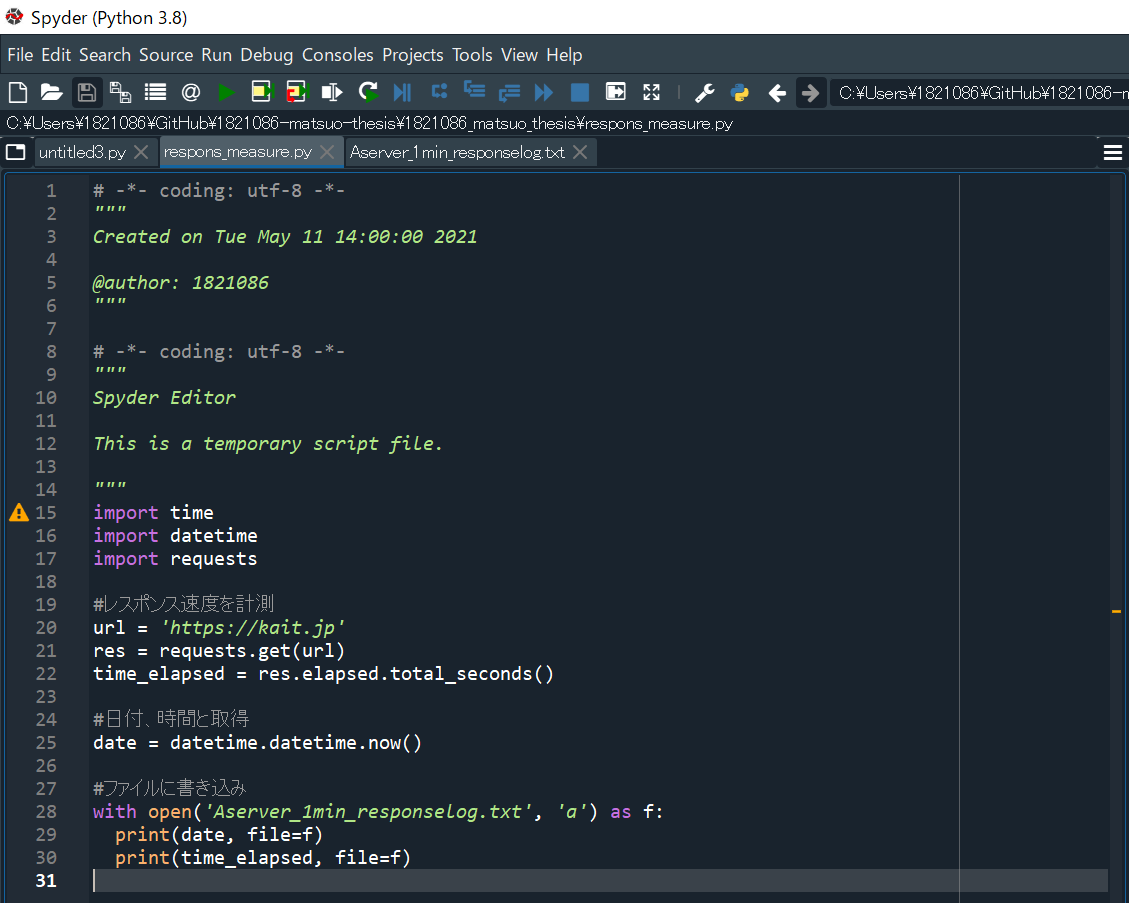 Spyder (Python 3.8)
File Edit Search Source Run Debug Consoles Projects Tools View Help
C:¥Users¥1821086¥GitHub¥1821086-m
C:¥Users¥1821086¥GitHub¥1821086-matsuo-thesis¥1821086_matsuo_thesis¥respons_measure.py
untitled3.py respons_measure.py Aserver_1min_responselog.txt
1 # -*- coding: utf-8 -*-
2 """
3 Created on Tue May 11 14:00:00 2021
4
5 @author: 1821086
6 """
7
8 # -*- coding: utf-8 -*-
9 """
10 Spyder Editor
11
12 This is a temporary script file.
13
14 """
15 import time
16 import datetime
17 import requests
18
19 #レスポンス速度を計測
20 url = 'https://kait.jp'
21 res = requests.get(url)
22 time_elapsed = res.elapsed.total_seconds()
23
24 #日付、時間と取得
25 date = datetime.datetime.now()
26
27 #ファイルに書き込み
28 with open('Aserver_1min_responselog.txt', 'a') as f:
29   print(date, file=f)
30   print(time_elapsed, file=f)
31